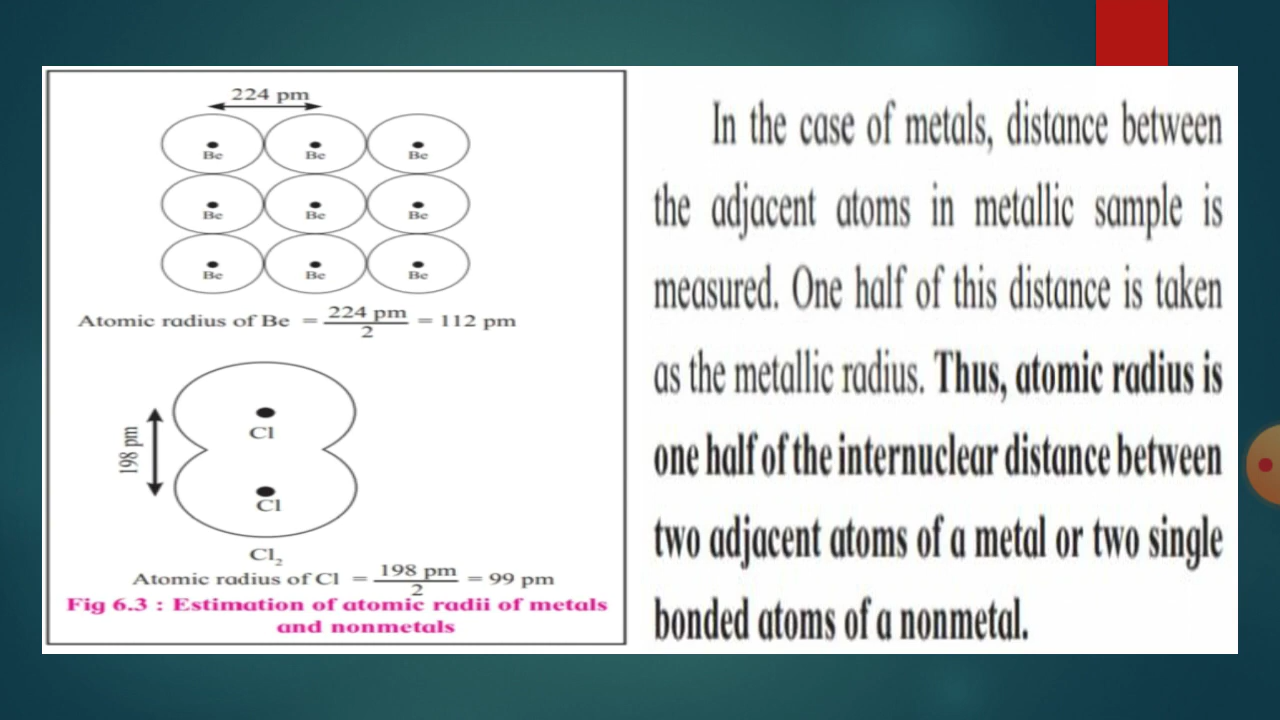 224 pm
Be Be Be
Be Be Be
Be Be Be
Atomic radius of Be = 224 pm / 2 = 112 pm
198 pm
Cl
Cl
Cl₂
Atomic radius of Cl = 198 pm / 2 = 99 pm
Fig 6.3 : Estimation of atomic radii of metals
and nonmetals
In the case of metals, distance between
the adjacent atoms in metallic sample is
measured. One half of this distance is taken
as the metallic radius. Thus, atomic radius is
one half of the internuclear distance between
two adjacent atoms of a metal or two single
bonded atoms of a nonmetal.